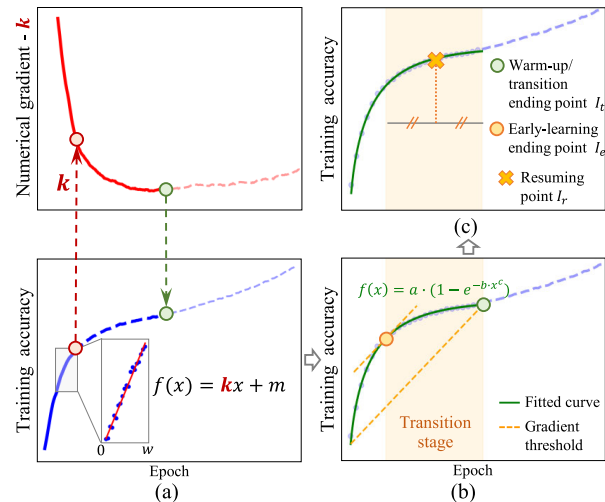 Numerical gradient - k
k
Training accuracy
f(x) = kx + m
0
w
Epoch
(a)
Training accuracy
Warm-up/
transition
ending point I_t
Early-learning
ending point I_e
Resuming
point I_r
(c)
Training accuracy
f(x) = a · (1 − e^{−b·x^c})
Transition
stage
Fitted curve
Gradient
threshold
Epoch
(b)